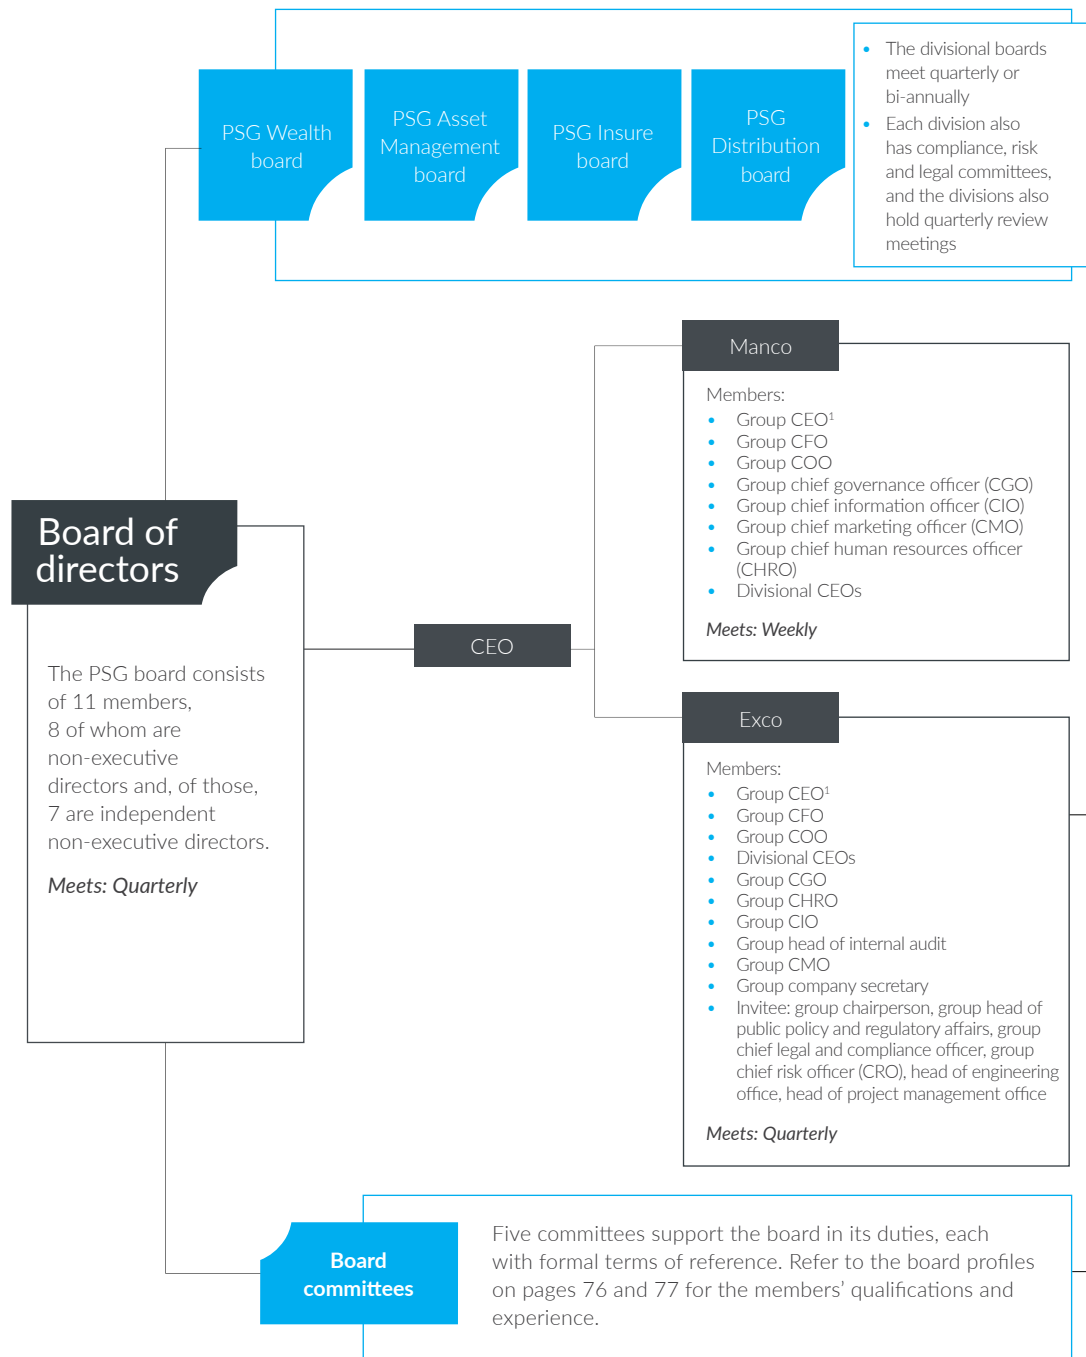 PSG Wealth
board
PSG Asset
Management
board
PSG Insure
board
PSG
Distribution
board
• The divisional boards
meet quarterly or
bi-annually
• Each division also
has compliance, risk
and legal committees,
and the divisions also
hold quarterly review
meetings
Board of
directors
The PSG board consists
of 11 members,
8 of whom are
non-executive
directors and, of those,
7 are independent
non-executive directors.
Meets: Quarterly
CEO
Manco
Members:
• Group CEO¹
• Group CFO
• Group COO
• Group chief governance officer (CGO)
• Group chief information officer (CIO)
• Group chief marketing officer (CMO)
• Group chief human resources officer
(CHRO)
• Divisional CEOs
Meets: Weekly
Exco
Members:
• Group CEO¹
• Group CFO
• Group COO
• Divisional CEOs
• Group CGO
• Group CHRO
• Group CIO
• Group head of internal audit
• Group CMO
• Group company secretary
• Invitee: group chairperson, group head of
public policy and regulatory affairs, group
chief legal and compliance officer, group
chief risk officer (CRO), head of engineering
office, head of project management office
Meets: Quarterly
Board
committees
Five committees support the board in its duties, each
with formal terms of reference. Refer to the board profiles
on pages 76 and 77 for the members’ qualifications and
experience.